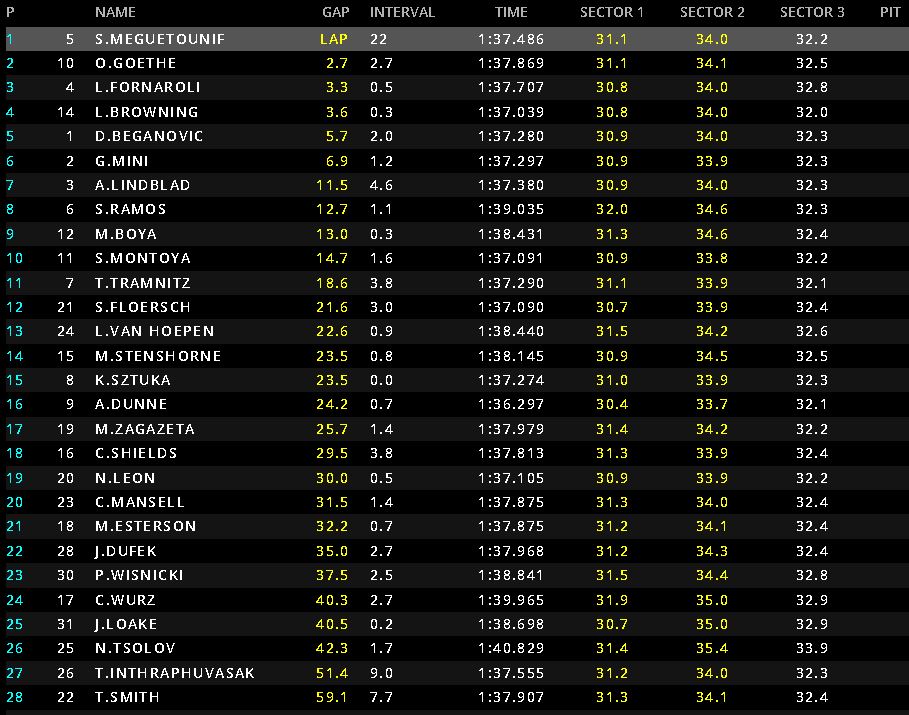 P NAME GAP INTERVAL TIME SECTOR 1 SECTOR 2 SECTOR 3 PIT
1 5 S.MEGUETOUNIF LAP 22 1:37.486 31.1 34.0 32.2
2 10 O.GOETHE 2.7 2.7 1:37.869 31.1 34.1 32.5
3 4 L.FORNAROLI 3.3 0.5 1:37.707 30.8 34.0 32.8
4 14 L.BROWNING 3.6 0.3 1:37.039 30.8 34.0 32.0
5 1 D.BEGANOVIC 5.7 2.0 1:37.280 30.9 34.0 32.3
6 2 G.MINI 6.9 1.2 1:37.297 30.9 33.9 32.3
7 3 A.LINDBLAD 11.5 4.6 1:37.380 30.9 34.0 32.3
8 6 S.RAMOS 12.7 1.1 1:39.035 32.0 34.6 32.3
9 12 M.BOYA 13.0 0.3 1:38.431 31.3 34.6 32.4
10 11 S.MONTOYA 14.7 1.6 1:37.091 30.9 33.8 32.2
11 7 T.TRAMNITZ 18.6 3.8 1:37.290 31.1 33.9 32.1
12 21 S.FLOERSCH 21.6 3.0 1:37.090 30.7 33.9 32.4
13 24 L.VAN HOEPEN 22.6 0.9 1:38.440 31.5 34.2 32.6
14 15 M.STENSHORNE 23.5 0.8 1:38.145 30.9 34.5 32.5
15 8 K.SZTUKA 23.5 0.0 1:37.274 31.0 33.9 32.3
16 9 A.DUNNE 24.2 0.7 1:36.297 30.4 33.7 32.1
17 19 M.ZAGAZETA 25.7 1.4 1:37.979 31.4 34.2 32.2
18 16 C.SHIELDS 29.5 3.8 1:37.813 31.3 33.9 32.4
19 20 N.LEON 30.0 0.5 1:37.105 30.9 33.9 32.2
20 23 C.MANSELL 31.5 1.4 1:37.875 31.3 34.0 32.4
21 18 M.ESTERSON 32.2 0.7 1:37.875 31.2 34.1 32.4
22 28 J.DUFEK 35.0 2.7 1:37.968 31.2 34.3 32.4
23 30 P.WISNICKI 37.5 2.5 1:38.841 31.5 34.4 32.8
24 17 C.WURZ 40.3 2.7 1:39.965 31.9 35.0 32.9
25 31 J.LOAKE 40.5 0.2 1:38.698 30.7 35.0 32.9
26 25 N.TSOLOV 42.3 1.7 1:40.829 31.4 35.4 33.9
27 26 T.INTHRAPHUVASAK 51.4 9.0 1:37.555 31.2 34.0 32.3
28 22 T.SMITH 59.1 7.7 1:37.907 31.3 34.1 32.4